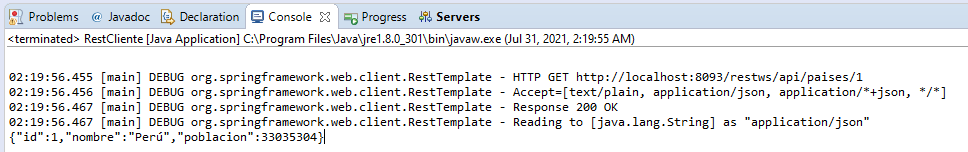 Problems @ Javadoc Declaration Console Progress Servers
<terminated> RestCliente [Java Application] C:\Program Files\Java\jre1.8.0_301\bin\javaw.exe (Jul 31, 2021, 2:19:55 AM)
02:19:56.455 [main] DEBUG org.springframework.web.client.RestTemplate - HTTP GET http://localhost:8093/restws/api/paises/1
02:19:56.456 [main] DEBUG org.springframework.web.client.RestTemplate - Accept=[text/plain, application/json, application/*+json, */*]
02:19:56.467 [main] DEBUG org.springframework.web.client.RestTemplate - Response 200 OK
02:19:56.467 [main] DEBUG org.springframework.web.client.RestTemplate - Reading to [java.lang.String] as "application/json"
{"id":1,"nombre":"Perú","poblacion":33035304}